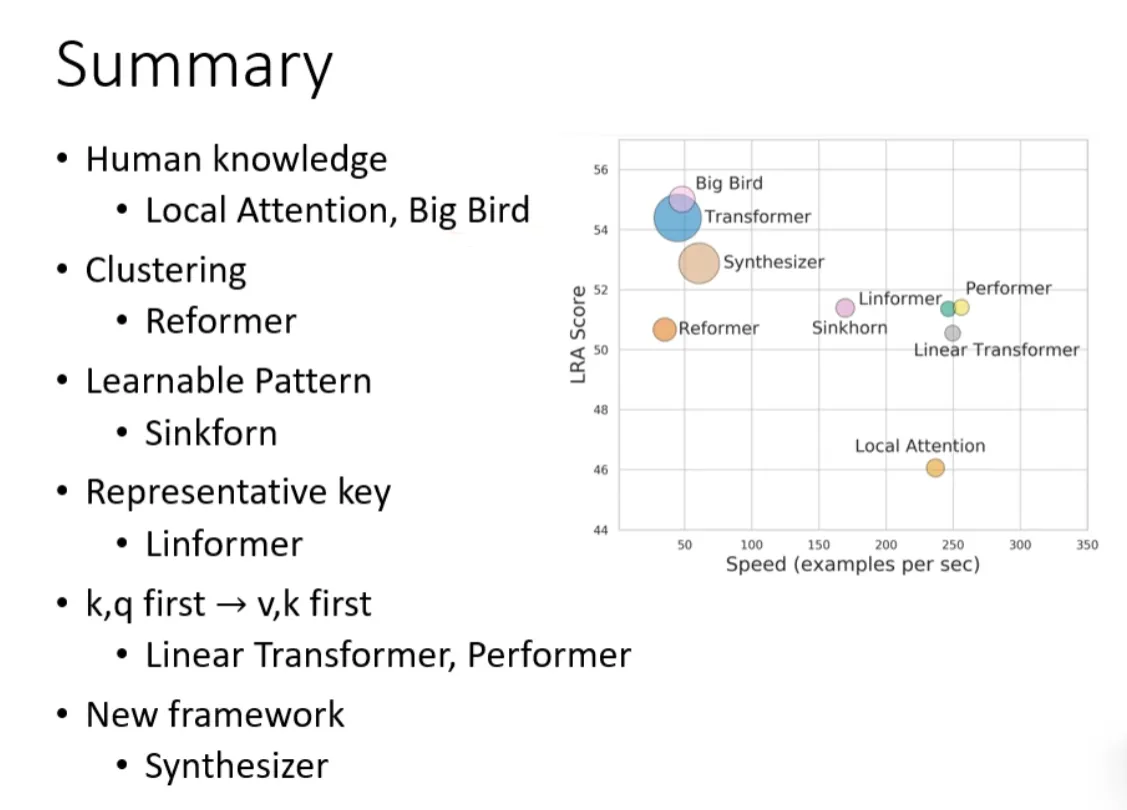 Summary
• Human knowledge
• Local Attention, Big Bird
• Clustering
• Reformer
• Learnable Pattern
• Sinkforn
• Representative key
• Linformer
• k,q first → v,k first
• Linear Transformer, Performer
• New framework
• Synthesizer
56
54
52
50
48
46
44
LRA Score
Big Bird
Transformer
Synthesizer
Performer
Linformer
Sinkhorn
Reformer
Linear Transformer
Local Attention
50 100 150 200 250 300 350
Speed (examples per sec)